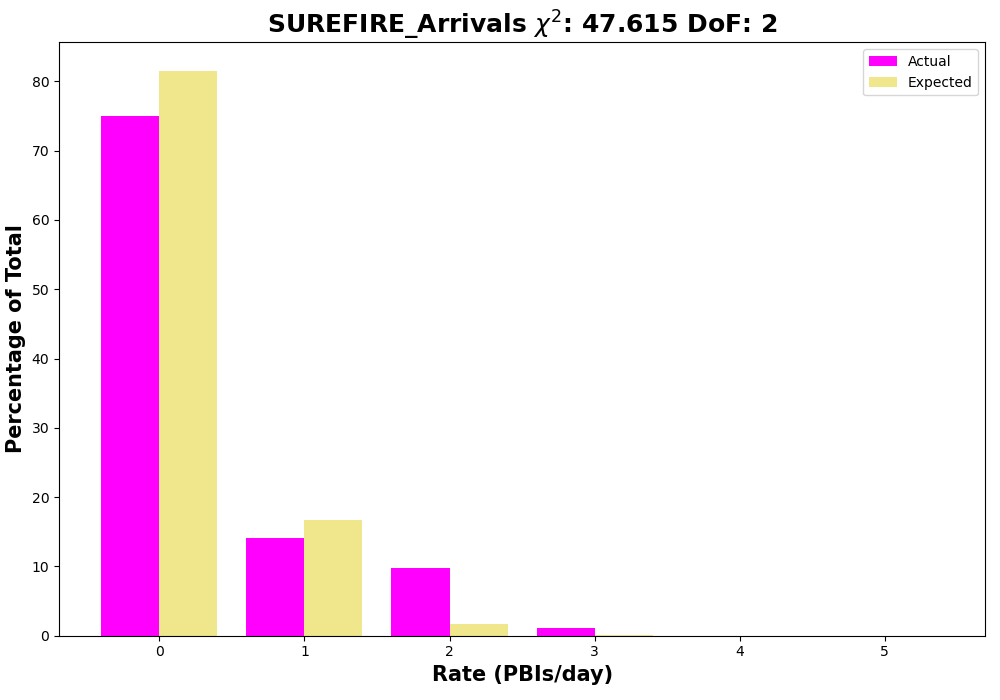 SUREFIRE_Arrivals χ²: 47.615 DoF: 2
Actual
Expected
Percentage of Total
80
70
60
50
40
30
20
10
0
0 1 2 3 4 5
Rate (PBIs/day)